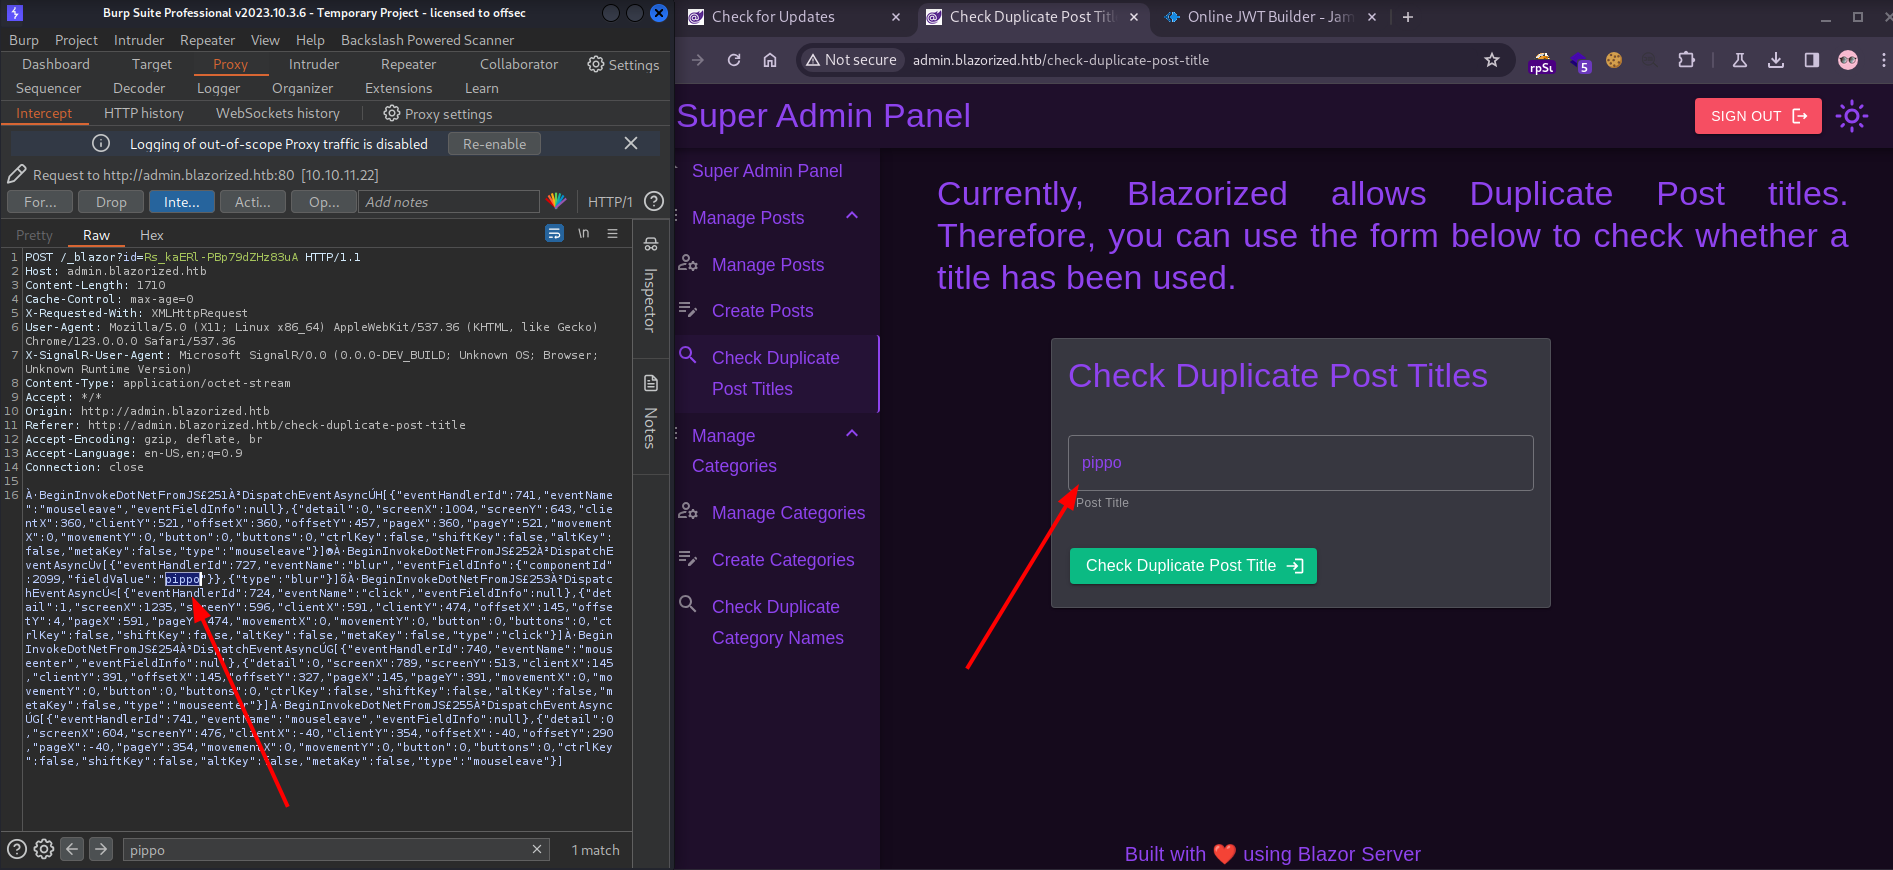 Burp Suite Professional v2023.10.3.6 - Temporary Project - licensed to offsec
Burp Project Intruder Repeater View Help Backslash Powered Scanner
Dashboard Target Proxy Intruder Repeater Collaborator Settings
Sequencer Decoder Logger Organizer Extensions Learn
Intercept HTTP history WebSockets history Proxy settings
Logging of out-of-scope Proxy traffic is disabled Re-enable
Request to http://admin.blazorized.htb:80 [10.10.11.22]
For... Drop Inte... Acti... Op... Add notes HTTP/1
Pretty Raw Hex \n
1 POST /_blazor?id=Rs_kaERl-PBp79dZHz83uA HTTP/1.1
2 Host: admin.blazorized.htb
3 Content-Length: 1710
4 Cache-Control: max-age=0
5 X-Requested-With: XMLHttpRequest
6 User-Agent: Mozilla/5.0 (X11; Linux x86_64) AppleWebKit/537.36 (KHTML, like Gecko)
Chrome/123.0.0.0 Safari/537.36
7 X-SignalR-User-Agent: Microsoft SignalR/0.0 (0.0.0-DEV_BUILD; Unknown OS; Browser;
Unknown Runtime Version)
8 Content-Type: application/octet-stream
9 Accept: */*
10 Origin: http://admin.blazorized.htb
11 Referer: http://admin.blazorized.htb/check-duplicate-post-title
12 Accept-Encoding: gzip, deflate, br
13 Accept-Language: en-US,en;q=0.9
14 Connection: close
15
16 À·BeginInvokeDotNetFromJS£251À²DispatchEventAsyncÚH[{"eventHandlerId":741,"eventName
":"mouseleave","eventFieldInfo":null},{"detail":0,"screenX":1004,"screenY":643,"clie
ntX":360,"clientY":521,"offsetX":360,"offsetY":457,"pageX":360,"pageY":521,"movement
X":0,"movementY":0,"button":0,"buttons":0,"ctrlKey":false,"shiftKey":false,"altKey":
false,"metaKey":false,"type":"mouseleave"}]À·BeginInvokeDotNetFromJS£252À²DispatchE
ventAsyncÙv[{"eventHandlerId":727,"eventName":"blur","eventFieldInfo":{"componentId"
:2099,"fieldValue":"pippo"}},{"type":"blur"}]õÀ·BeginInvokeDotNetFromJS£253À²Dispatc
hEventAsyncÚ<[{"eventHandlerId":724,"eventName":"click","eventFieldInfo":null},{"det
ail":1,"screenX":1235,"screenY":596,"clientX":591,"clientY":474,"offsetX":145,"offse
tY":4,"pageX":591,"pageY":474,"movementX":0,"movementY":0,"button":0,"buttons":0,"ct
rlKey":false,"shiftKey":false,"altKey":false,"metaKey":false,"type":"click"}]À·Begin
InvokeDotNetFromJS£254À²DispatchEventAsyncÚG[{"eventHandlerId":740,"eventName":"mous
eenter","eventFieldInfo":null},{"detail":0,"screenX":789,"screenY":513,"clientX":145
,"clientY":391,"offsetX":145,"offsetY":327,"pageX":145,"pageY":391,"movementX":0,"mo
vementY":0,"button":0,"buttons":0,"ctrlKey":false,"shiftKey":false,"altKey":false,"m
etaKey":false,"type":"mouseenter"}]À·BeginInvokeDotNetFromJS£255À²DispatchEventAsync
ÚG[{"eventHandlerId":741,"eventName":"mouseleave","eventFieldInfo":null},{"detail":0
,"screenX":604,"screenY":476,"clientX":-40,"clientY":354,"offsetX":-40,"offsetY":290
,"pageX":-40,"pageY":354,"movementX":0,"movementY":0,"button":0,"buttons":0,"ctrlKey
":false,"shiftKey":false,"altKey":false,"metaKey":false,"type":"mouseleave"}]
Inspector
Notes
pippo 1 match
Check for Updates
Check Duplicate Post Titl
Online JWT Builder - Jam
Not secure admin.blazorized.htb/check-duplicate-post-title
5
Super Admin Panel SIGN OUT
Super Admin Panel
Manage Posts
Manage Posts
Create Posts
Check Duplicate
Post Titles
Manage
Categories
Manage Categories
Create Categories
Check Duplicate
Category Names
Currently, Blazorized allows Duplicate Post titles.
Therefore, you can use the form below to check whether a
title has been used.
Check Duplicate Post Titles
pippo
Post Title
Check Duplicate Post Title
Built with ❤️ using Blazor Server